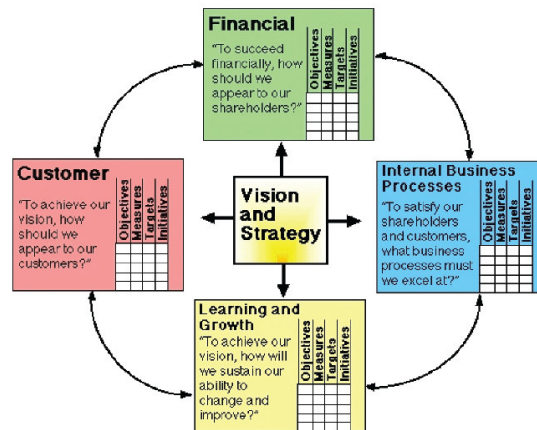 Financial
"To succeed
financially, how
should we
appear to our
shareholders?"
Objectives
Measures
Targets
Initiatives
Customer
"To achieve our
vision, how
should we
appear to our
customers?"
Objectives
Measures
Targets
Initiatives
Vision
and
Strategy
Internal Business
Processes
"To satisfy our
shareholders
and customers,
what business
processes must
we excel at?"
Objectives
Measures
Targets
Initiatives
Learning and
Growth
"To achieve our
vision, how will
we sustain our
ability to
change and
improve?"
Objectives
Measures
Targets
Initiatives